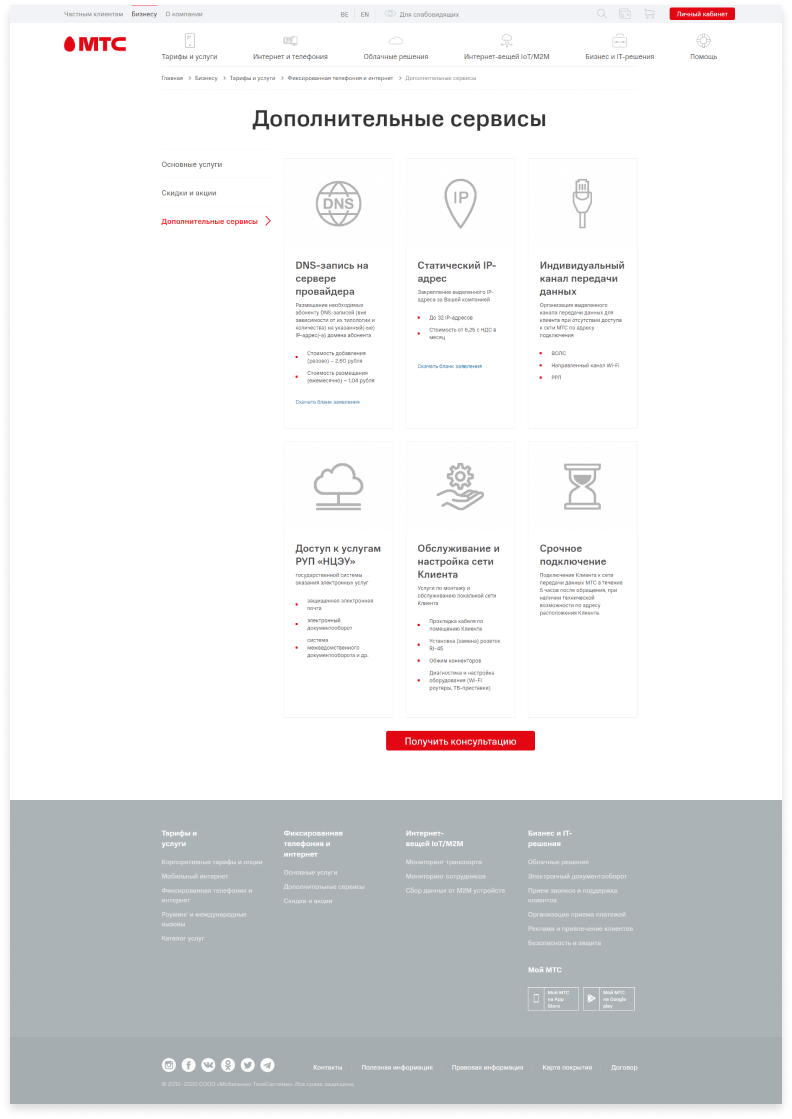 Частным клиентам Бизнесу О компании
BE EN Для слабовидящих
Личный кабинет
МТС
Тарифы и услуги
Интернет и телефония
Облачные решения
Интернет-вещей IoT/M2M
Бизнес и IT-решения
Помощь
Главная > Бизнесу > Тарифы и услуги > Фиксированная телефония и интернет > Дополнительные сервисы
Дополнительные сервисы
Основные услуги
Скидки и акции
Дополнительные сервисы
DNS
DNS-запись на
сервере
провайдера
Размещение необходимых
абоненту DNS-записей (вне
зависимости от их типологии и
количества) на указанный(-ые)
IP-адрес(-а) домена абонента
Стоимость добавления
(разово) – 2,60 рубля
Стоимость размещения
(ежемесячно) – 1,04 рубля
Скачать бланк заявления
IP
Статический IP-
адрес
Закрепление выделенного IP-
адреса за Вашей компанией
До 32 IP-адресов
Стоимость от 6,25 с НДС в
месяц
Скачать бланк заявления
Индивидуальный
канал передачи
данных
Организация выделенного
канала передачи данных для
клиента при отсутствии доступа
к сети МТС по адресу
подключения
ВОЛС
Направленный канал Wi-Fi
РРЛ
Доступ к услугам
РУП «НЦЭУ»
государственной системы
оказания электронных услуг
защищенная электронная
почта
электронный
документооборот
система
межведомственного
документооборота и др.
Обслуживание и
настройка сети
Клиента
Услуги по монтажу и
обслуживанию локальной сети
Клиента
Прокладка кабеля по
помещению Клиента
Установка (замена) розеток
RJ-45
Обжим коннекторов
Диагностика и настройка
оборудования (Wi-Fi
роутеры, ТВ-приставки)
Срочное
подключение
Подключение Клиента к сети
передачи данных МТС в течение
5 часов после обращения, при
наличии технической
возможности по адресу
расположения Клиента.
Получить консультацию
Тарифы и
услуги
Корпоративные тарифы и опции
Мобильный интернет
Фиксированная телефония и
интернет
Роуминг и международные
вызовы
Каталог услуг
Фиксированная
телефония и
интернет
Основные услуги
Дополнительные сервисы
Скидки и акции
Интернет-
вещей IoT/M2M
Мониторинг транспорта
Мониторинг сотрудников
Сбор данных от M2M устройств
Бизнес и IT-
решения
Облачные решения
Электронный документооборот
Прием звонков и поддержка
клиентов
Организация приема платежей
Реклама и привлечение клиентов
Безопасность и защита
Мой МТС
Мой МТС
на App
Store
Мой МТС
на Google
play
Контакты Полезная информация Правовая информация Карта покрытия Договор
© 2010-2020 СООО «Мобильные ТелеСистемы». Все права защищены.